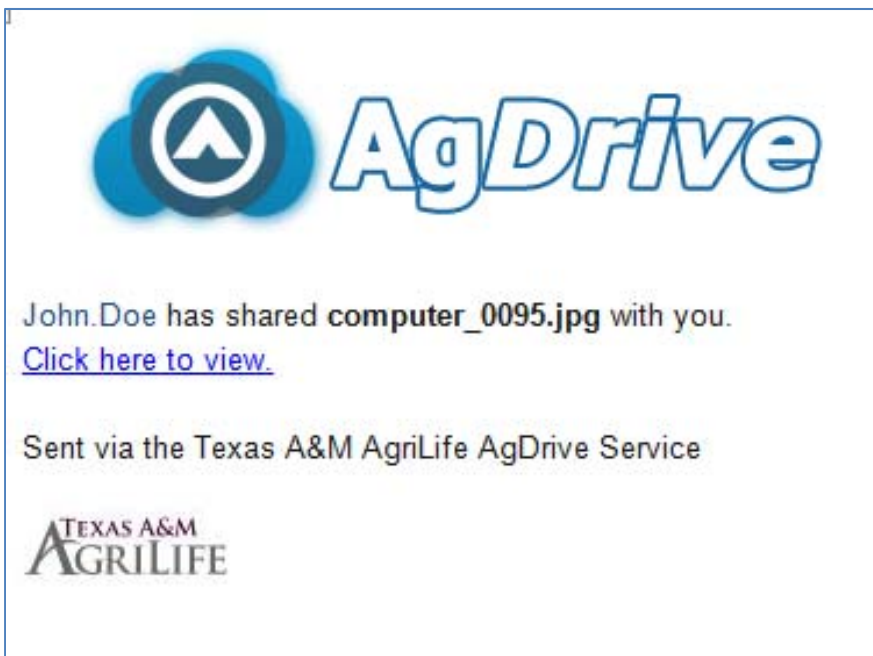 AgDrive
John.Doe has shared computer_0095.jpg with you.
Click here to view.
Sent via the Texas A&M AgriLife AgDrive Service
TEXAS A&M
AGRILIFE